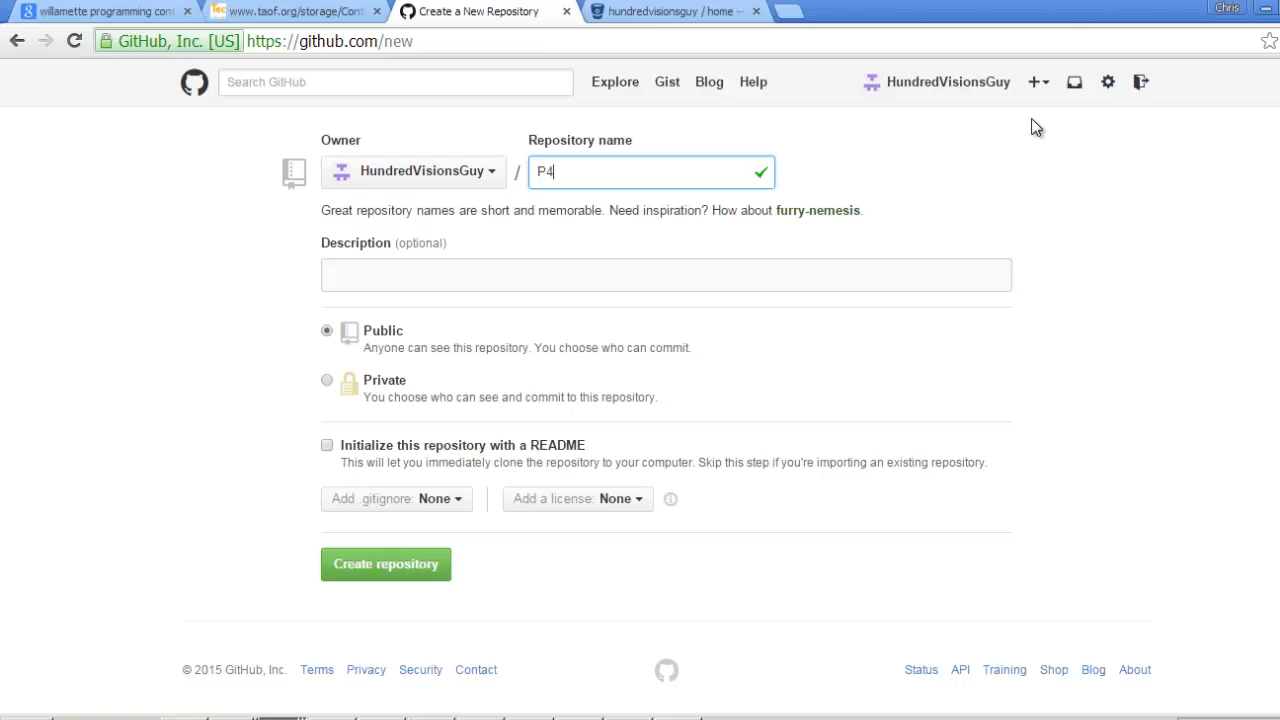 willamette programming cont
www.taof.org/storage/Conte
Create a New Repository
hundredvisionsguy / home —
Chris
GitHub, Inc. [US]
https://github.com/new
Search GitHub
Explore
Gist
Blog
Help
HundredVisionsGuy
Owner
Repository name
HundredVisionsGuy
/
P4
Great repository names are short and memorable. Need inspiration? How about furry-nemesis.
Description (optional)
Public
Anyone can see this repository. You choose who can commit.
Private
You choose who can see and commit to this repository.
Initialize this repository with a README
This will let you immediately clone the repository to your computer. Skip this step if you're importing an existing repository.
Add .gitignore: None
Add a license: None
Create repository
© 2015 GitHub, Inc.
Terms
Privacy
Security
Contact
Status
API
Training
Shop
Blog
About